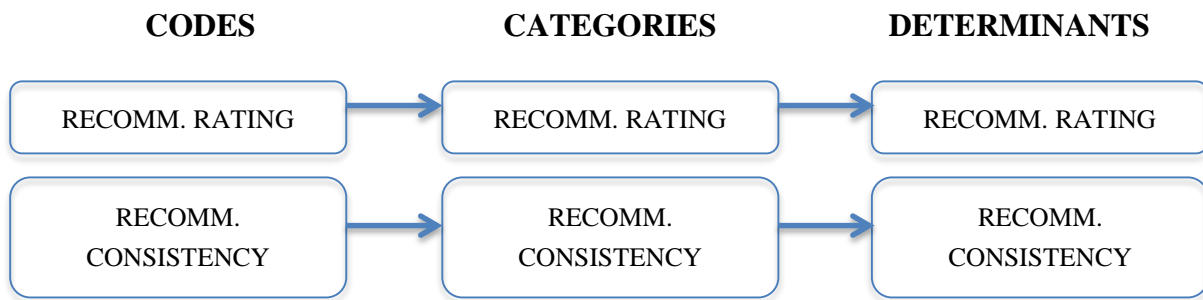 CODES CATEGORIES DETERMINANTS
RECOMM. RATING RECOMM. RATING RECOMM. RATING
RECOMM. RECOMM. RECOMM.
CONSISTENCY CONSISTENCY CONSISTENCY